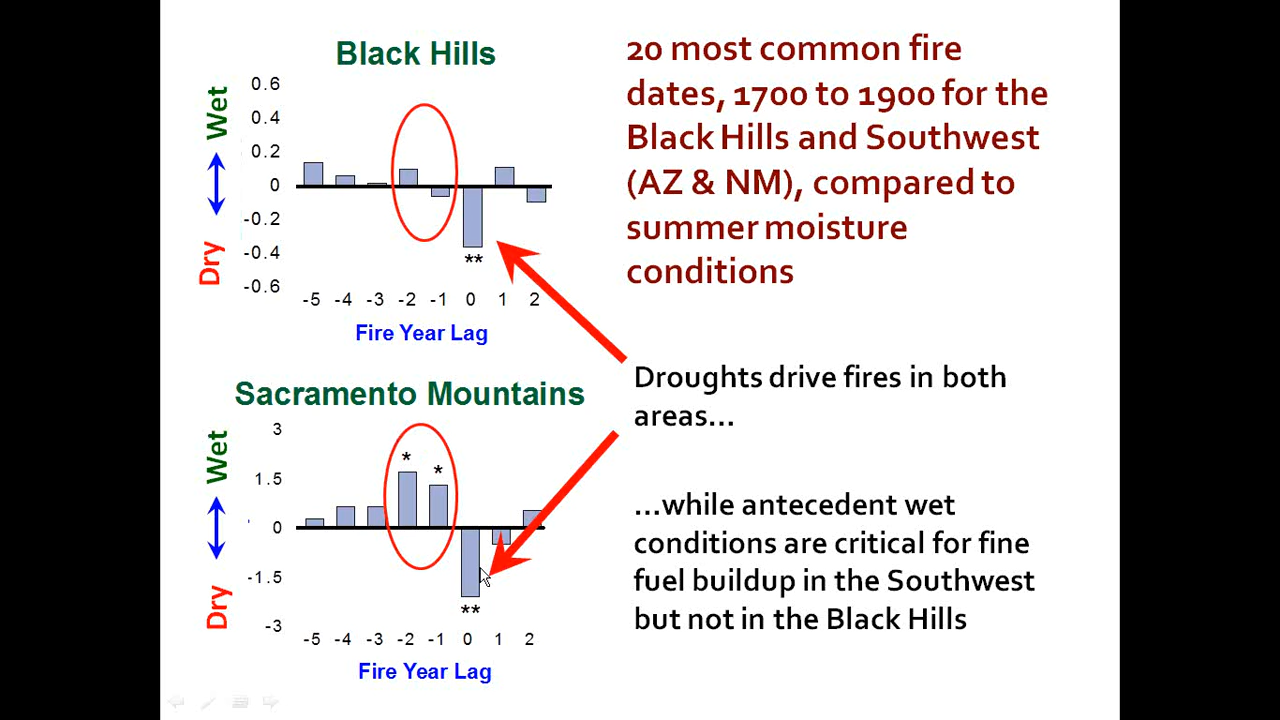 Black Hills
0.6
0.4
0.2
0
-0.2
-0.4
-0.6
Wet
Dry
**
-5 -4 -3 -2 -1 0 1 2
Fire Year Lag
20 most common fire
dates, 1700 to 1900 for the
Black Hills and Southwest
(AZ & NM), compared to
summer moisture
conditions
Sacramento Mountains
3
1.5
0
-1.5
-3
Wet
Dry
*
*
**
-5 -4 -3 -2 -1 0 1 2
Fire Year Lag
Droughts drive fires in both
areas...
...while antecedent wet
conditions are critical for fine
fuel buildup in the Southwest
but not in the Black Hills